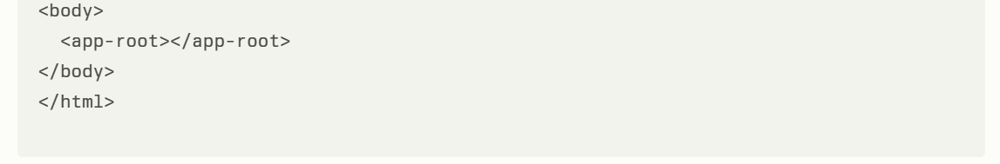 <body>
  <app-root></app-root>
</body>
</html>